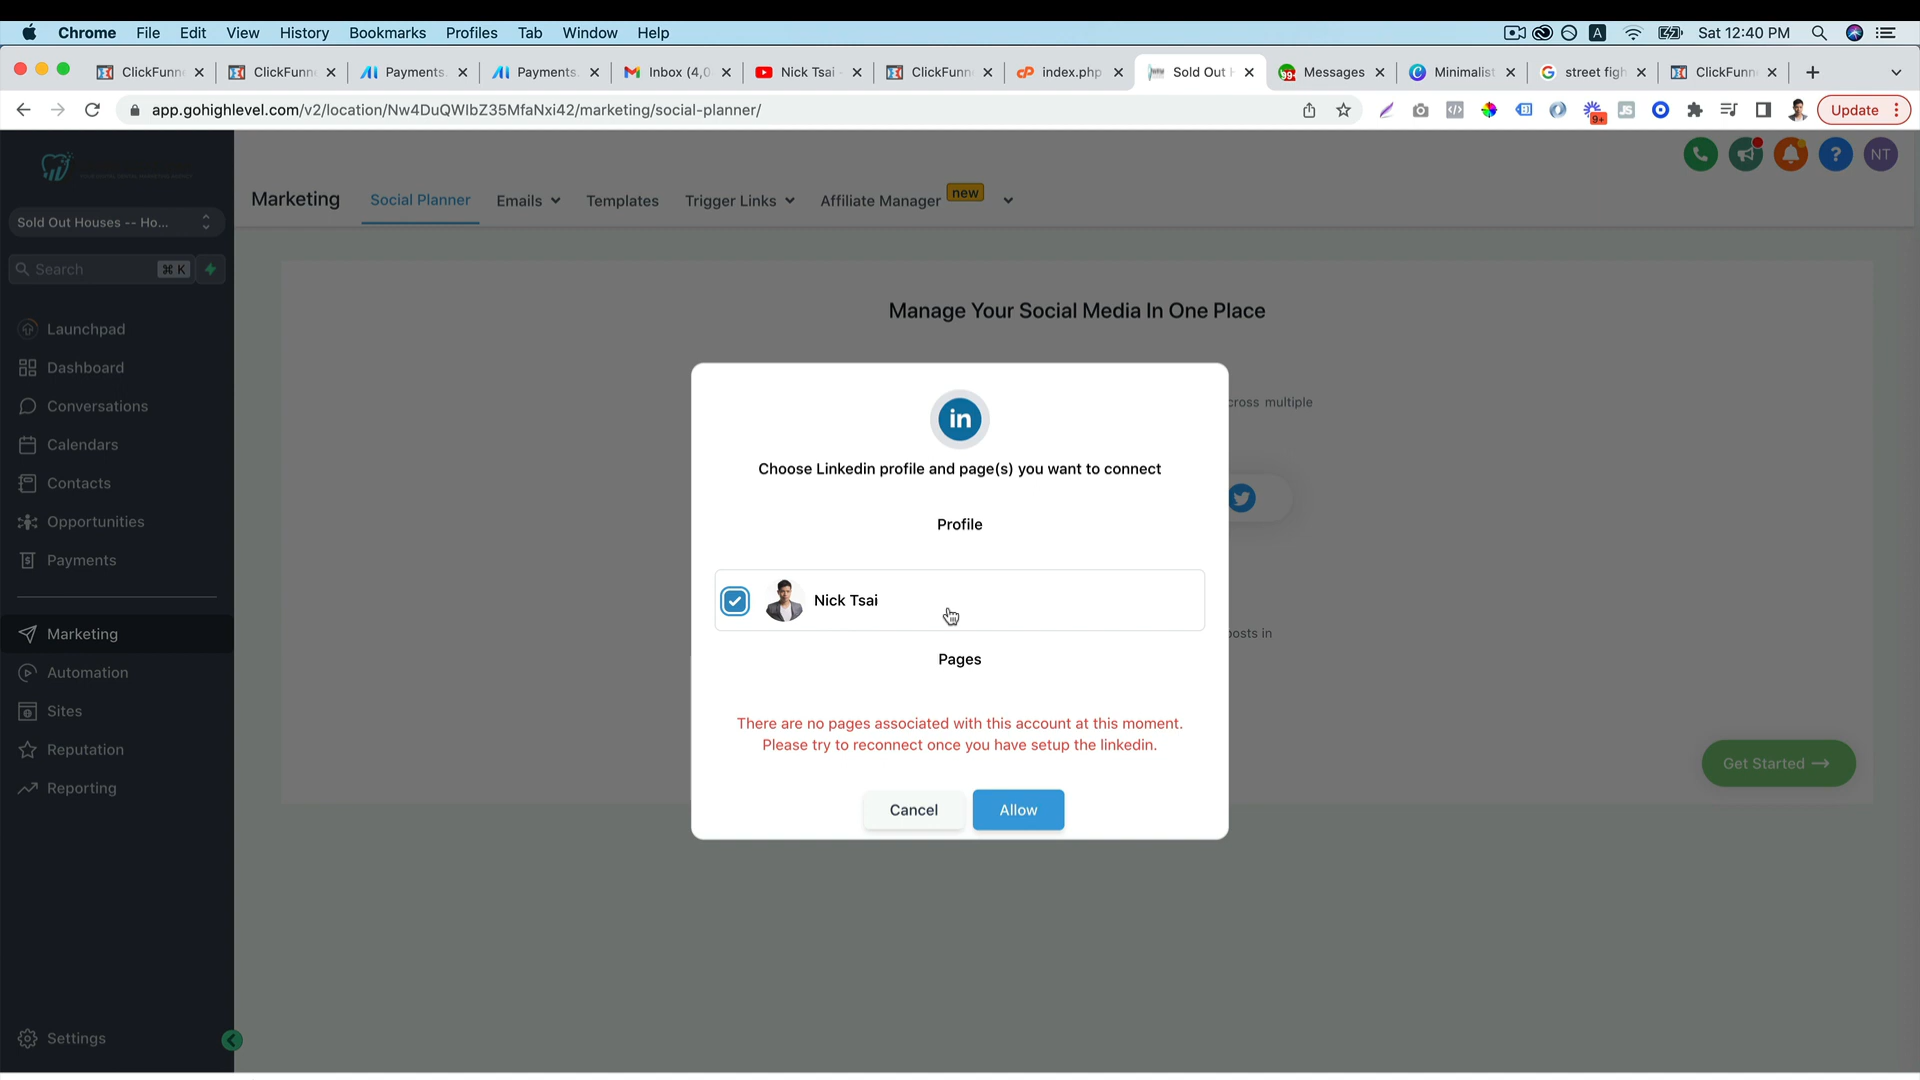 Chrome File Edit View History Bookmarks Profiles Tab Window Help A Sat 12:40 PM
ClickFunn ClickFunn Payments. Payments. Inbox (4,0 Nick Tsai - ClickFunn index.php Sold Out H 99+ Messages Minimalist street figh ClickFunn
app.gohighlevel.com/v2/location/Nw4DuQWIbZ35MfaNxi42/marketing/social-planner/ 9+ JS Update
NT
Marketing Social Planner Emails Templates Trigger Links Affiliate Manager new
Sold Out Houses -- Ho...
Search ⌘ K
Launchpad
Dashboard
Conversations
Calendars
Contacts
Opportunities
Payments
Marketing
Automation
Sites
Reputation
Reporting
Settings
Manage Your Social Media In One Place
cross multiple
posts in
Get Started →
in
Choose Linkedin profile and page(s) you want to connect
Profile
Nick Tsai
Pages
There are no pages associated with this account at this moment.
Please try to reconnect once you have setup the linkedin.
Cancel Allow